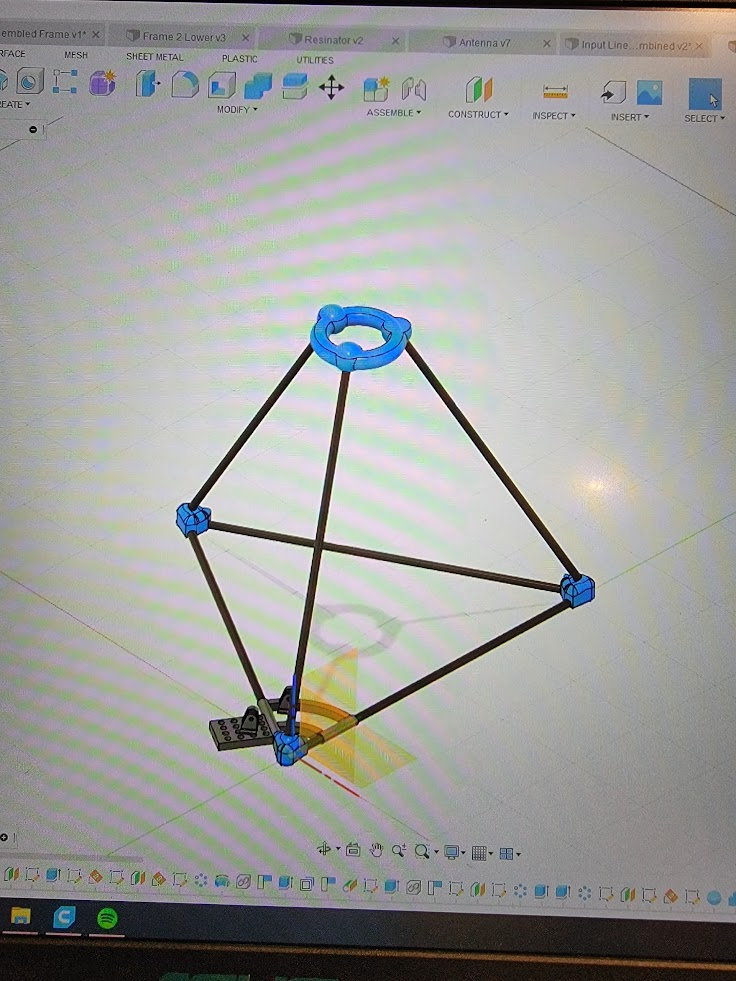 embled Frame v1* ×
Frame 2 Lower v3 ×
Resinator v2 ×
Antenna v7 ×
Input Line...mbined v2* ×
RFACE
MESH
SHEET METAL
PLASTIC
UTILITIES
EATE ▾
MODIFY ▾
ASSEMBLE ▾
CONSTRUCT ▾
INSPECT ▾
INSERT ▾
SELECT ▾